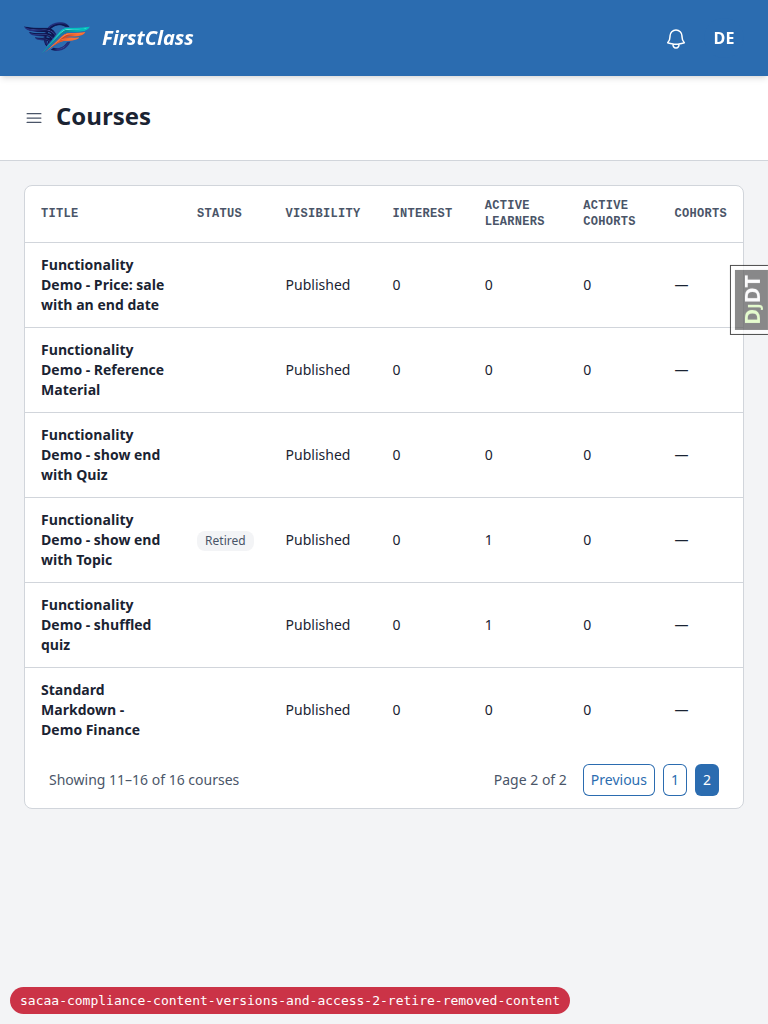 FirstClass
DE
Courses
TITLE STATUS VISIBILITY INTEREST ACTIVE LEARNERS ACTIVE COHORTS COHORTS
Functionality
Demo - Price: sale
with an end date
Published 0 0 0 —
DjDT
Functionality
Demo - Reference
Material
Published 0 0 0 —
Functionality
Demo - show end
with Quiz
Published 0 0 0 —
Functionality
Demo - show end
with Topic
Retired Published 0 1 0 —
Functionality
Demo - shuffled
quiz
Published 0 1 0 —
Standard
Markdown -
Demo Finance
Published 0 0 0 —
Showing 11–16 of 16 courses Page 2 of 2 Previous 1 2
sacaa-compliance-content-versions-and-access-2-retire-removed-content